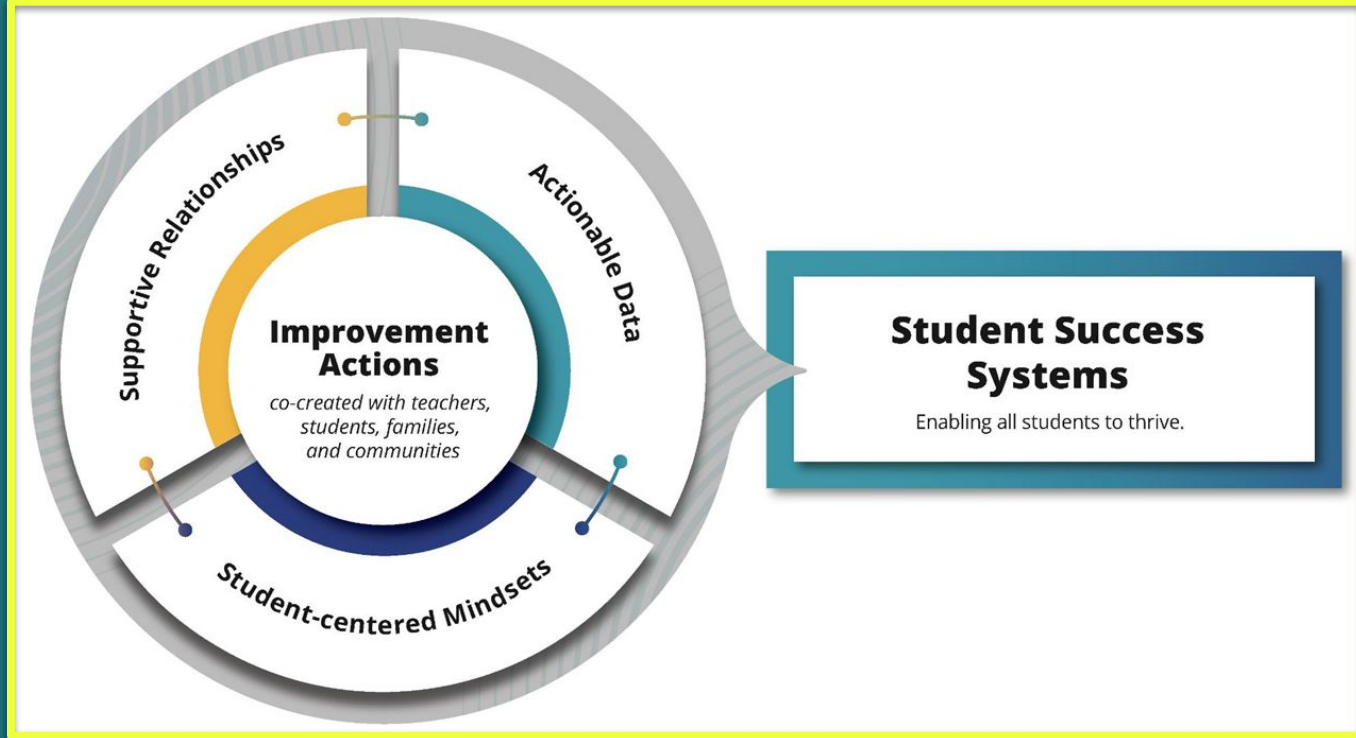 Supportive Relationships
Actionable Data
Improvement
Actions
co-created with teachers,
students, families,
and communities
Student-centered Mindsets
Student Success
Systems
Enabling all students to thrive.